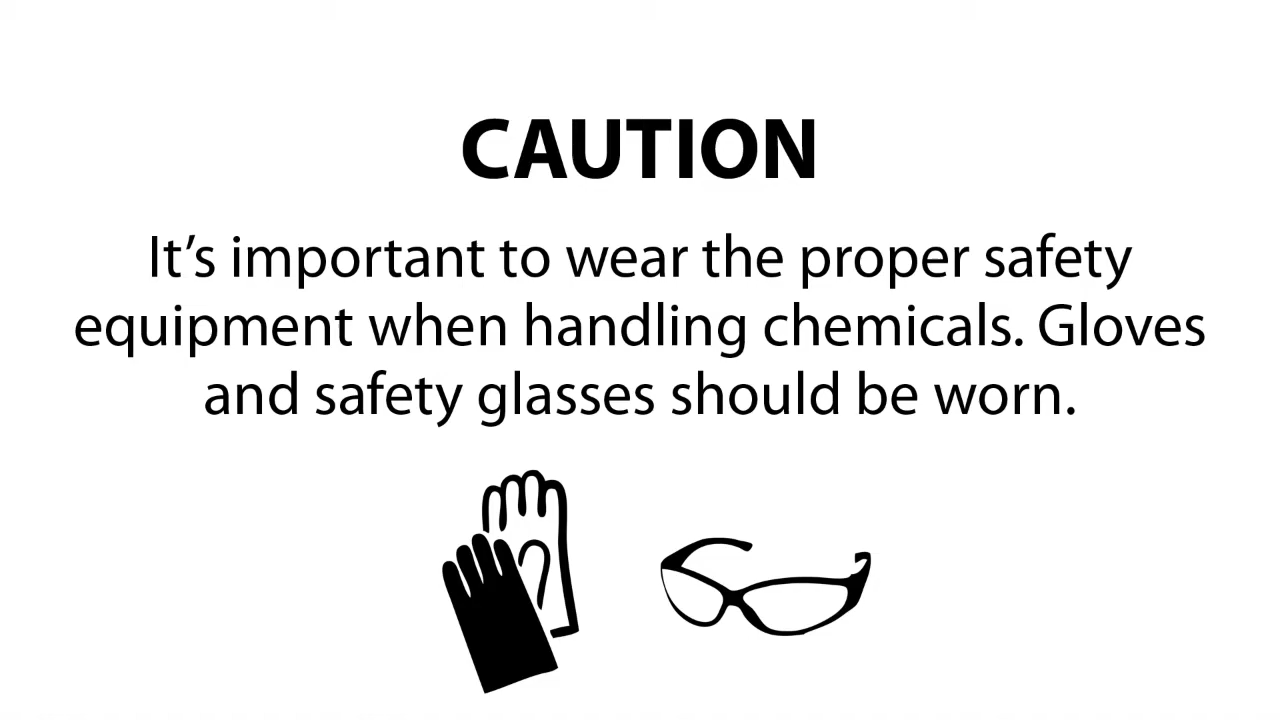 CAUTION
It’s important to wear the proper safety
equipment when handling chemicals. Gloves
and safety glasses should be worn.